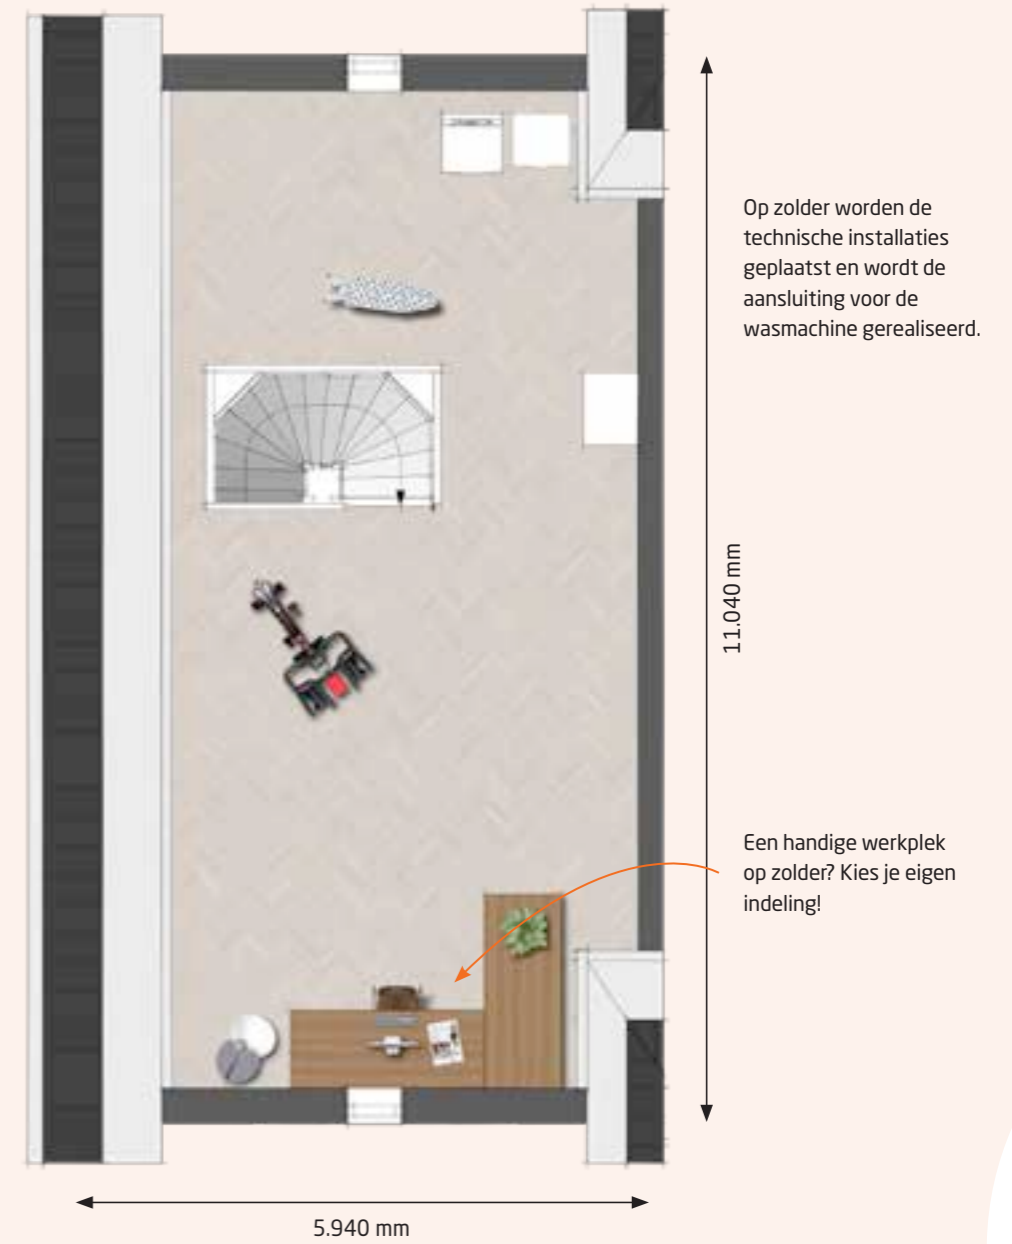 Op zolder worden de
technische installaties
geplaatst en wordt de
aansluiting voor de
wasmachine gerealiseerd.
11.040 mm
Een handige werkplek
op zolder? Kies je eigen
indeling!
5.940 mm